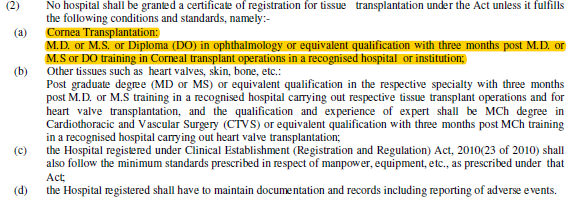 (2) No hospital shall be granted a certificate of registration for tissue transplantation under the Act unless it fulfills
the following conditions and standards, namely:-
(a) Cornea Transplantation:
M.D. or M.S. or Diploma (DO) in ophthalmology or equivalent qualification with three months post M.D. or
M.S or DO training in Corneal transplant operations in a recognised hospital or institution;
(b) Other tissues such as heart valves, skin, bone, etc.:
Post graduate degree (MD or MS) or equivalent qualification in the respective specialty with three months
post M.D. or M.S training in a recognised hospital carrying out respective tissue transplant operations and for
heart valve transplantation, and the qualification and experience of expert shall be MCh degree in
Cardiothoracic and Vascular Surgery (CTVS) or equivalent qualification with three months post MCh training
in a recognised hospital carrying out heart valve transplantation;
(c) the Hospital registered under Clinical Establishment (Registration and Regulation) Act, 2010(23 of 2010) shall
also follow the minimum standards prescribed in respect of manpower, equipment, etc., as prescribed under that
Act;
(d) the Hospital registered shall have to maintain documentation and records including reporting of adverse events.